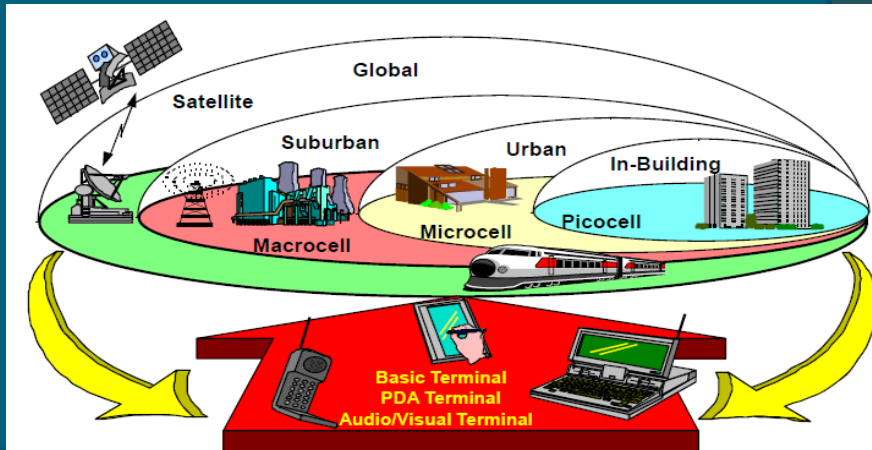 Global
Satellite
Suburban
Urban
In-Building
Macrocell
Microcell
Picocell
Basic Terminal
PDA Terminal
Audio/Visual Terminal